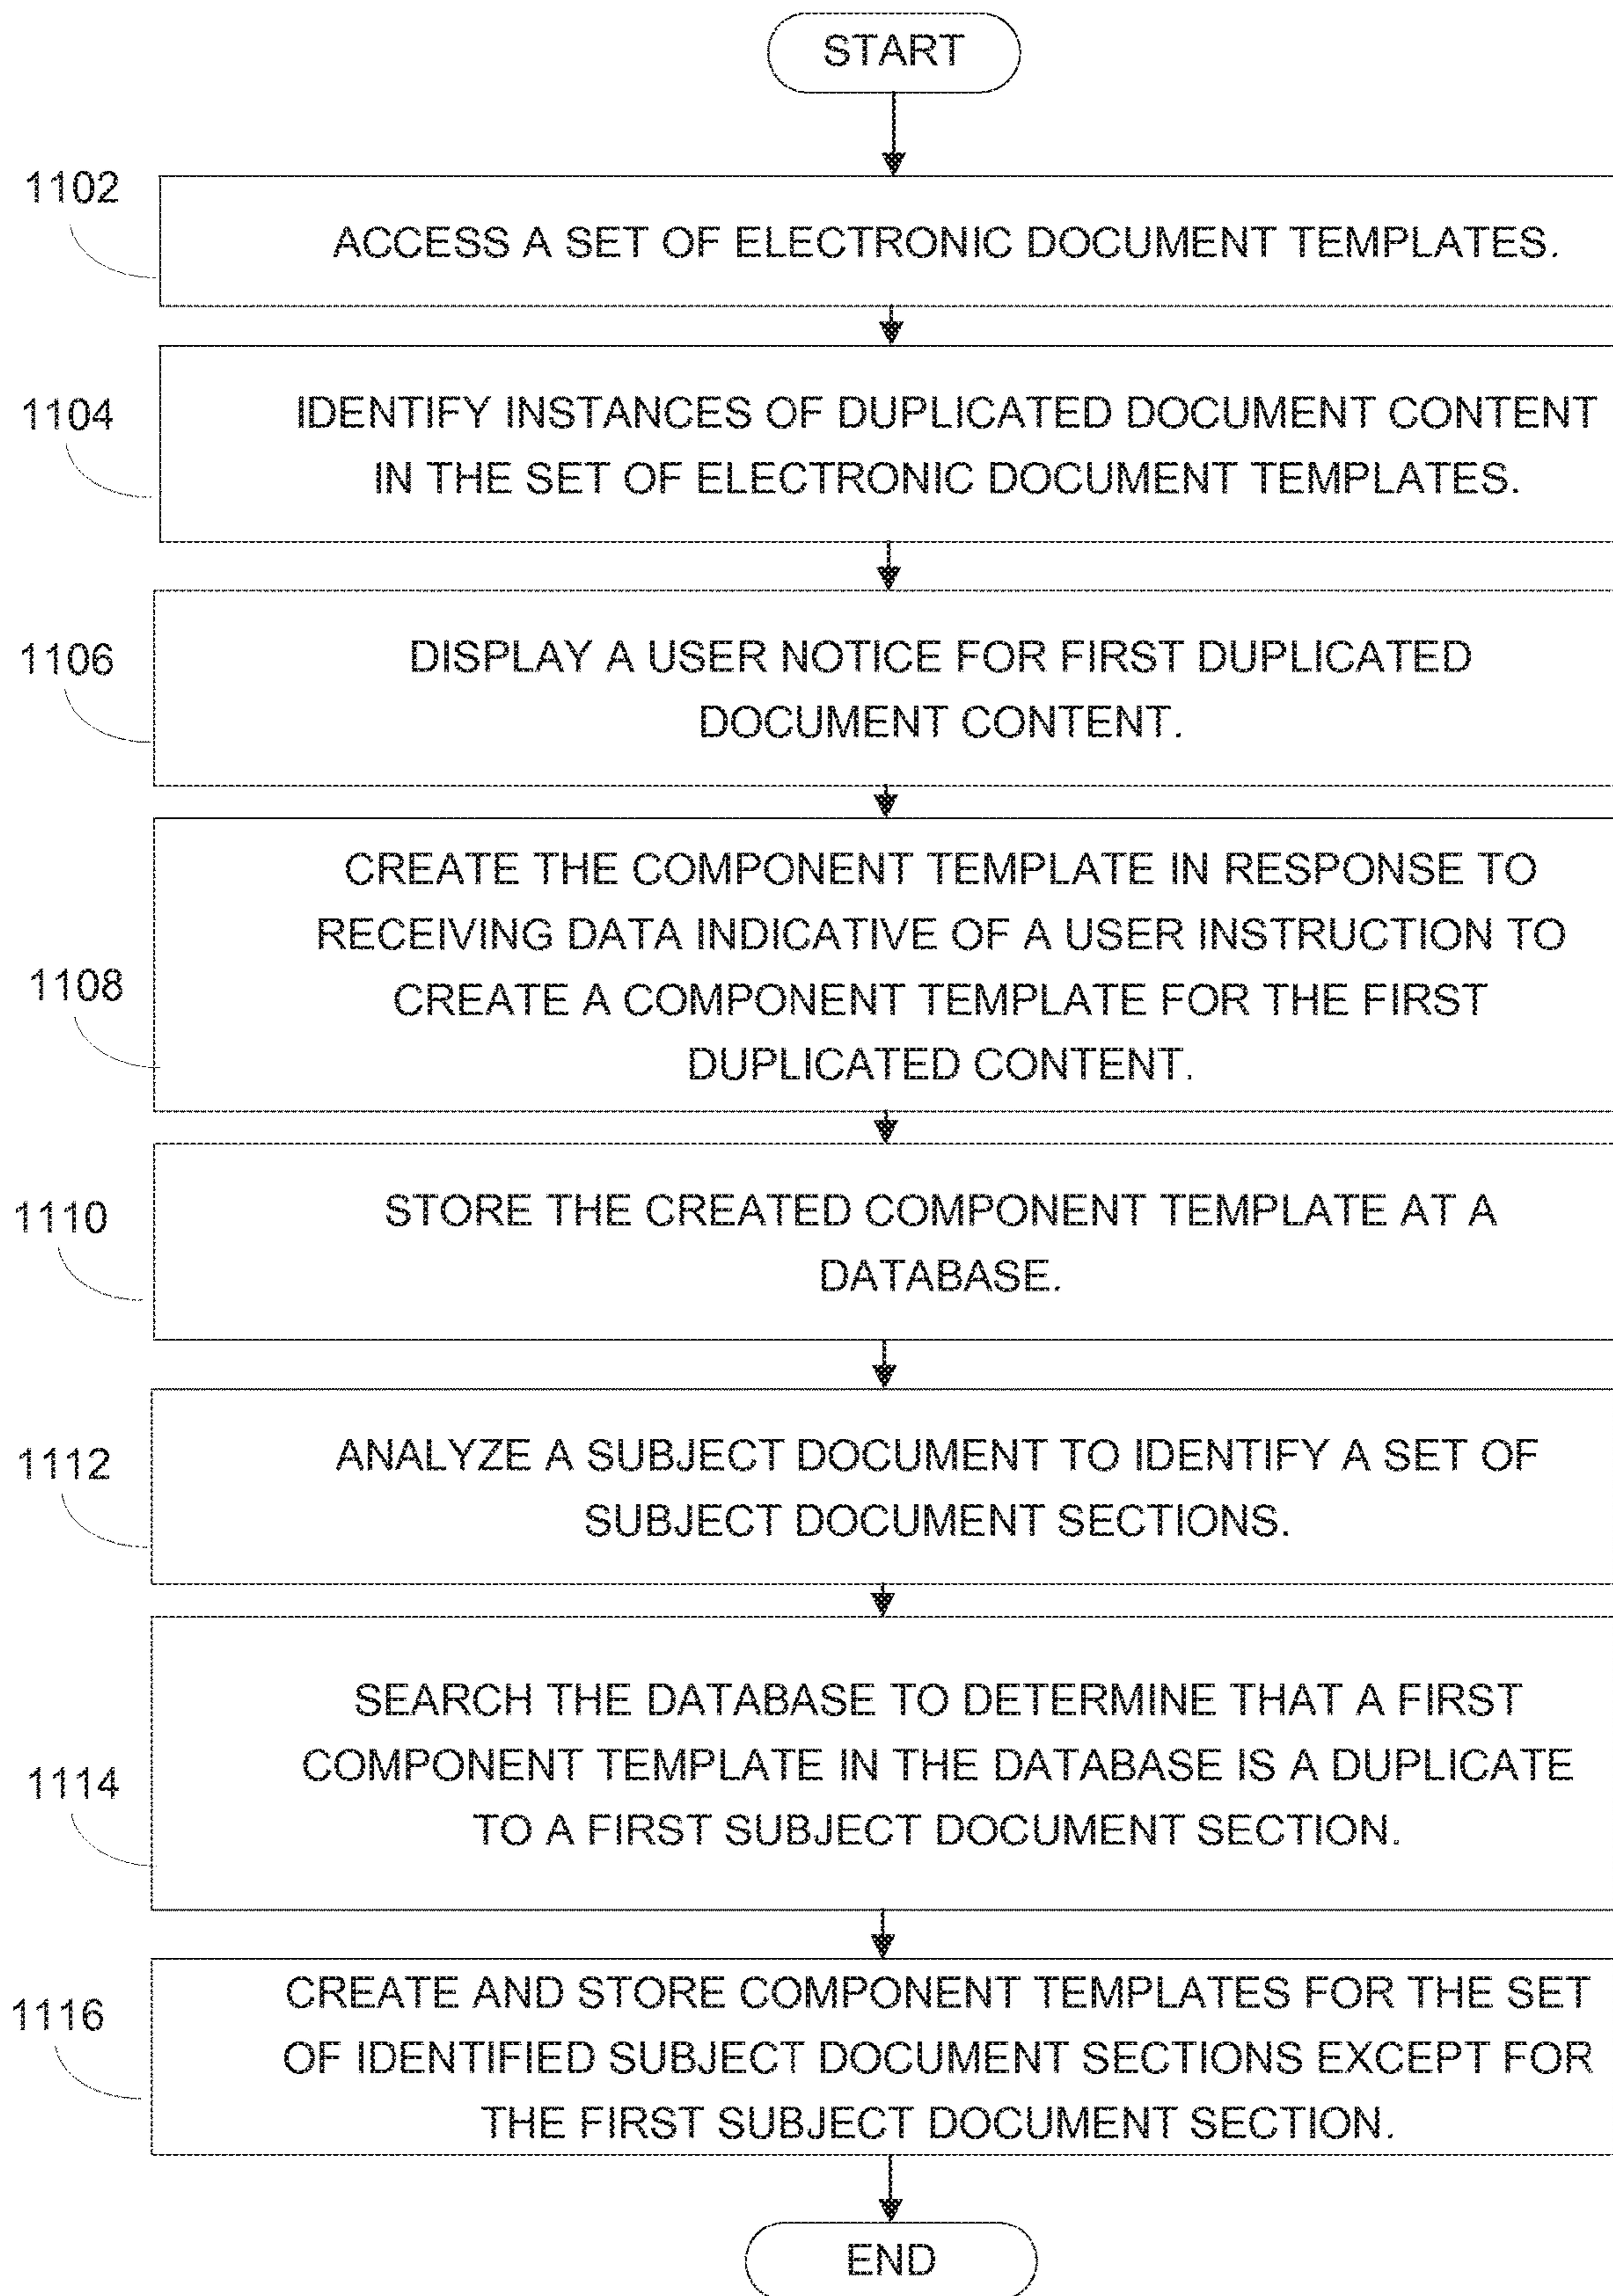 START
1102
ACCESS A SET OF ELECTRONIC DOCUMENT TEMPLATES.
1104
IDENTIFY INSTANCES OF DUPLICATED DOCUMENT CONTENT
IN THE SET OF ELECTRONIC DOCUMENT TEMPLATES.
1106
DISPLAY A USER NOTICE FOR FIRST DUPLICATED
DOCUMENT CONTENT.
1108
CREATE THE COMPONENT TEMPLATE IN RESPONSE TO
RECEIVING DATA INDICATIVE OF A USER INSTRUCTION TO
CREATE A COMPONENT TEMPLATE FOR THE FIRST
DUPLICATED CONTENT.
1110
STORE THE CREATED COMPONENT TEMPLATE AT A
DATABASE.
1112
ANALYZE A SUBJECT DOCUMENT TO IDENTIFY A SET OF
SUBJECT DOCUMENT SECTIONS.
1114
SEARCH THE DATABASE TO DETERMINE THAT A FIRST
COMPONENT TEMPLATE IN THE DATABASE IS A DUPLICATE
TO A FIRST SUBJECT DOCUMENT SECTION.
1116
CREATE AND STORE COMPONENT TEMPLATES FOR THE SET
OF IDENTIFIED SUBJECT DOCUMENT SECTIONS EXCEPT FOR
THE FIRST SUBJECT DOCUMENT SECTION.
END